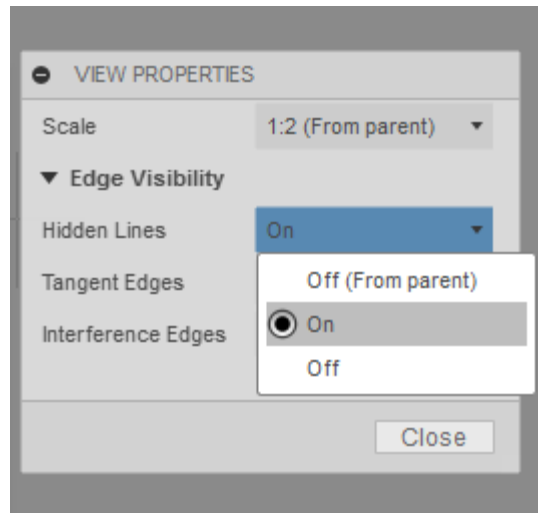 VIEW PROPERTIES
Scale 1:2 (From parent)
Edge Visibility
Hidden Lines On
Tangent Edges Off (From parent)
On
Interference Edges
Off
Close